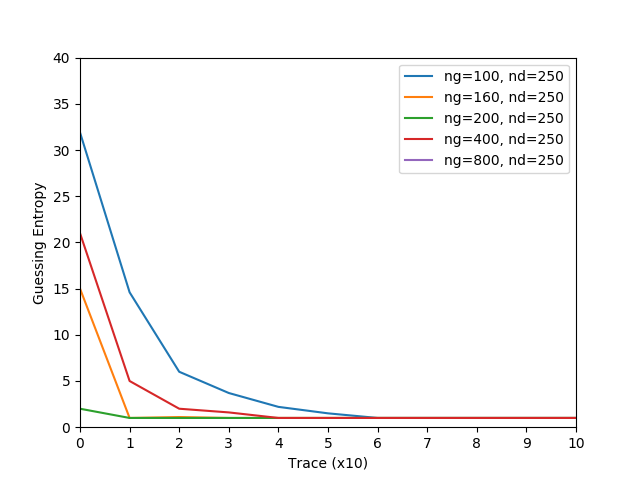 40
35
30
25
20
15
10
5
0
Guessing Entropy
0 1 2 3 4 5 6 7 8 9 10
Trace (x10)
ng=100, nd=250
ng=160, nd=250
ng=200, nd=250
ng=400, nd=250
ng=800, nd=250